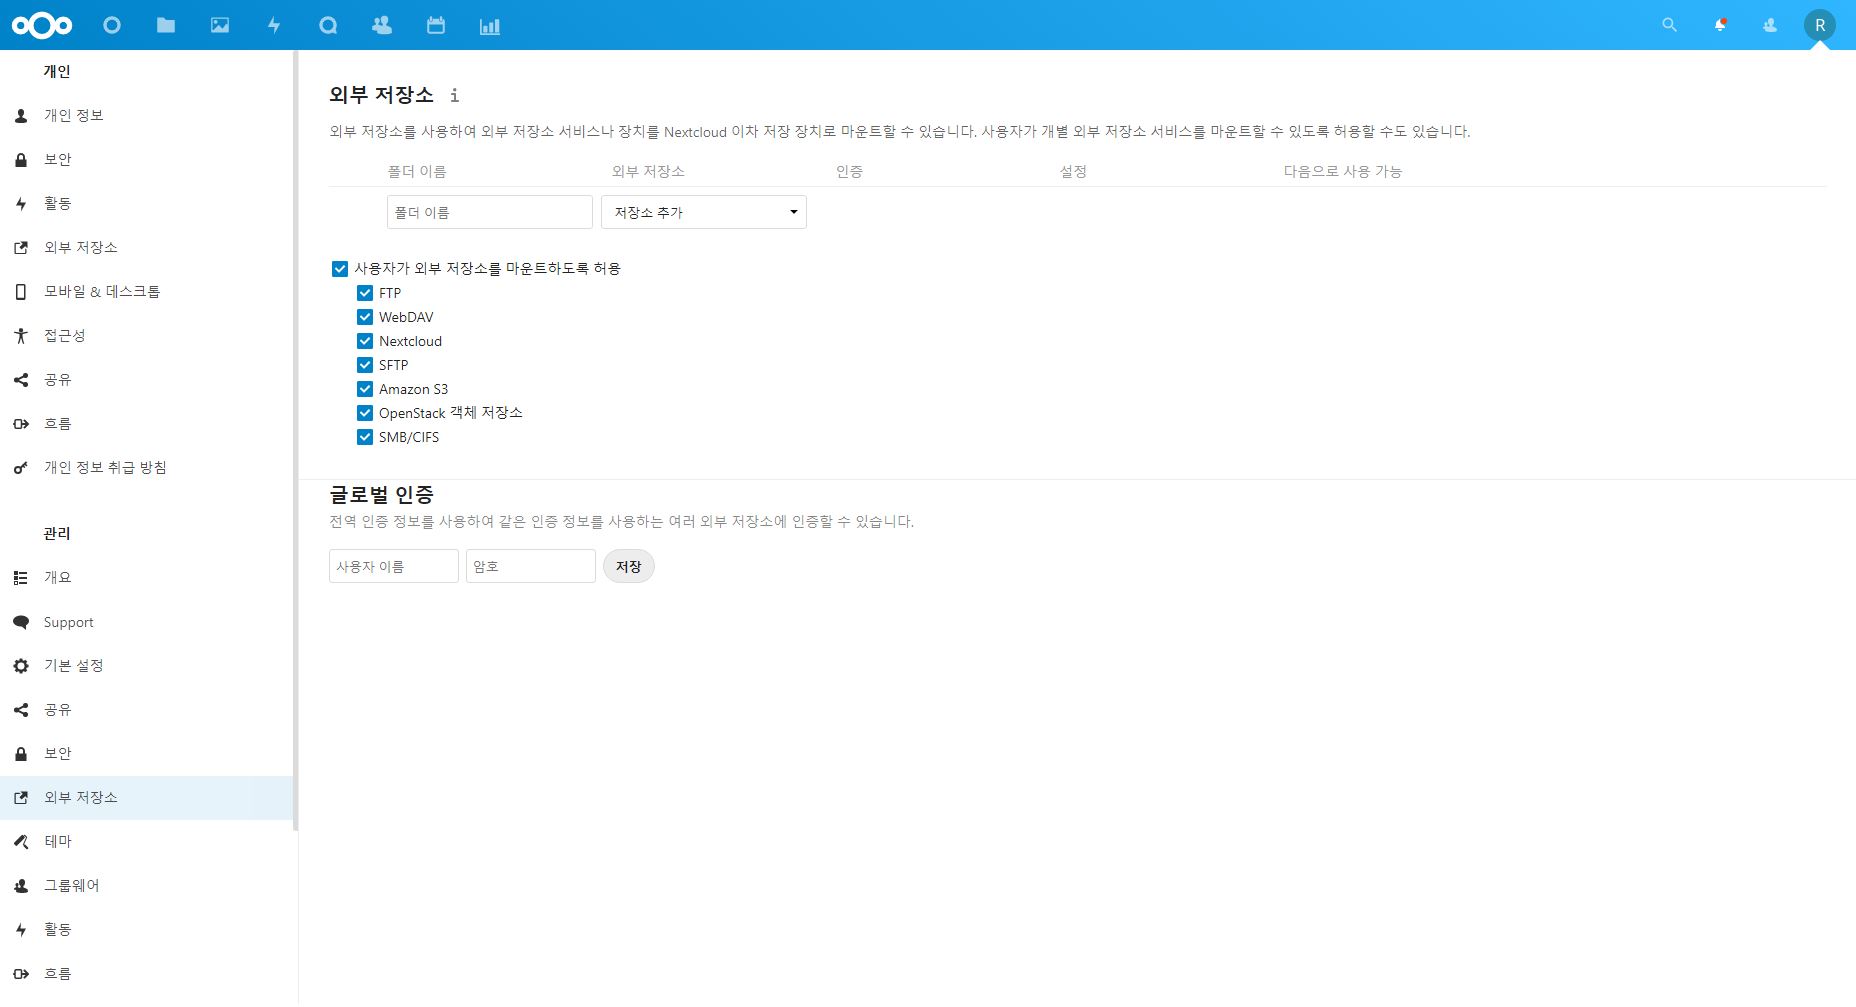 R
개인
개인 정보
보안
활동
외부 저장소
모바일 & 데스크톱
접근성
공유
흐름
개인 정보 취급 방침
관리
개요
Support
기본 설정
공유
보안
외부 저장소
테마
그룹웨어
활동
흐름
외부 저장소 i
외부 저장소를 사용하여 외부 저장소 서비스나 장치를 Nextcloud 이차 저장 장치로 마운트할 수 있습니다. 사용자가 개별 외부 저장소 서비스를 마운트할 수 있도록 허용할 수도 있습니다.
폴더 이름 외부 저장소 인증 설정 다음으로 사용 가능
폴더 이름 저장소 추가
사용자가 외부 저장소를 마운트하도록 허용
FTP
WebDAV
Nextcloud
SFTP
Amazon S3
OpenStack 객체 저장소
SMB/CIFS
글로벌 인증
전역 인증 정보를 사용하여 같은 인증 정보를 사용하는 여러 외부 저장소에 인증할 수 있습니다.
사용자 이름 암호 저장